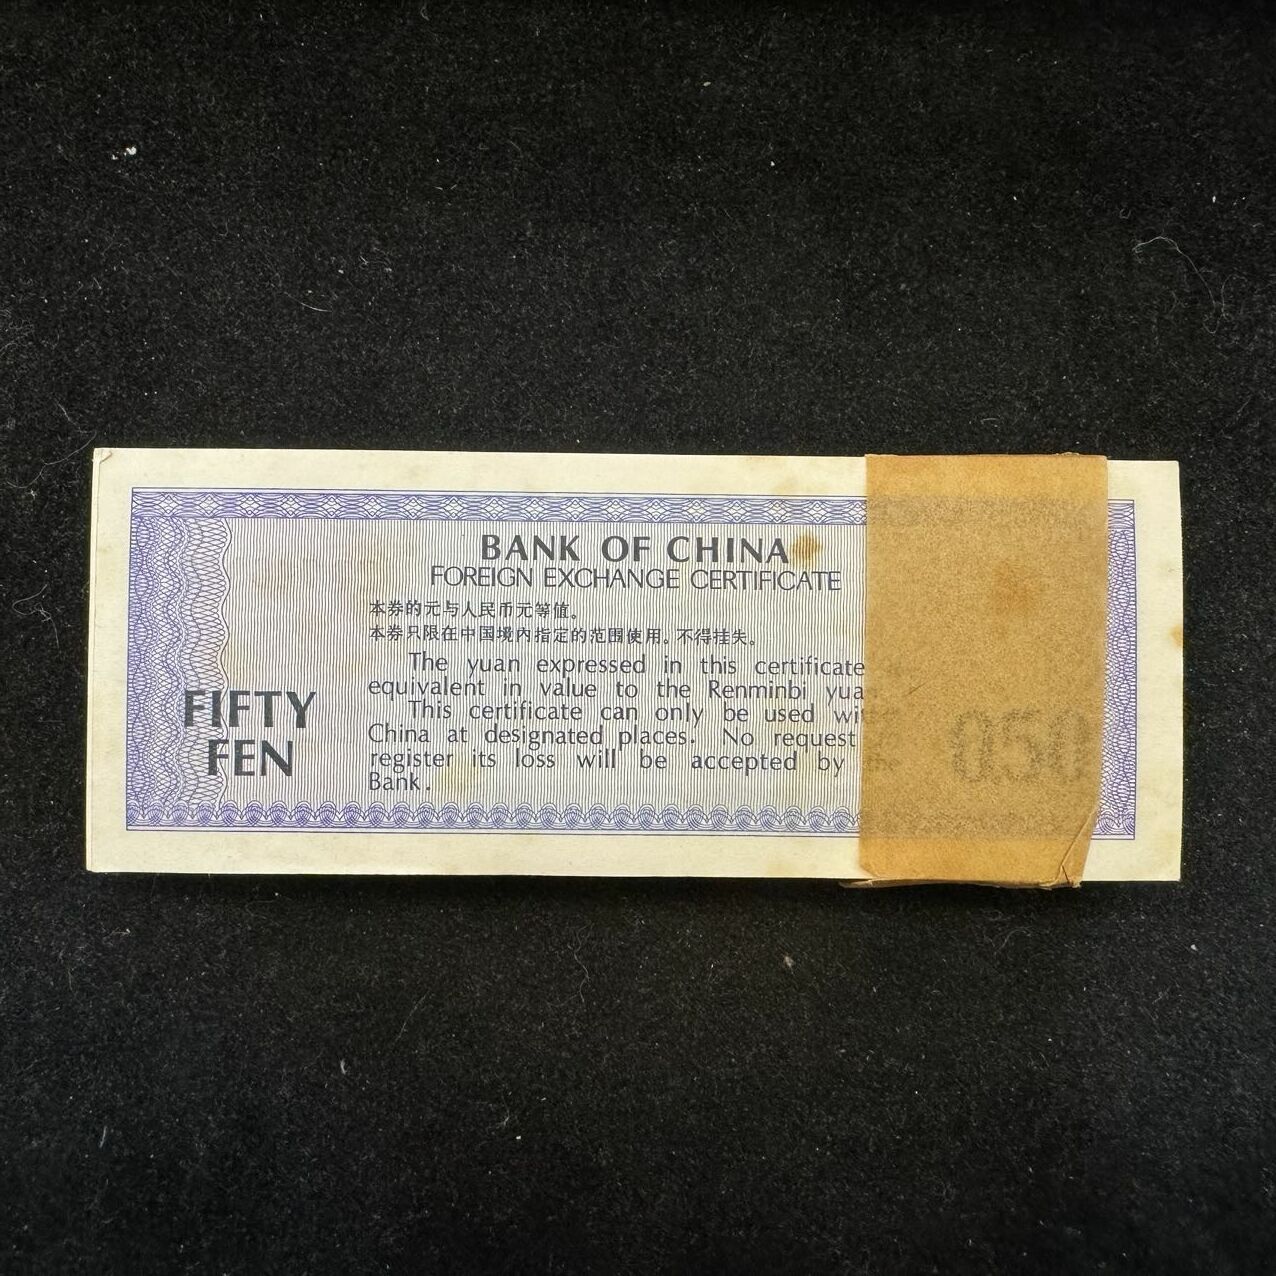 BANK OF CHINA
FOREIGN EXCHANGE CERTIFICATE
本券的元与人民币元等值。
本券只限在中国境内指定的范围使用。不得挂失。
The yuan expressed in this certificate
equivalent in value to the Renminbi
This certificate can only be used
China at designated places. No request
register its loss will be accepted by
Bank.
FIFTY
FEN
0.50